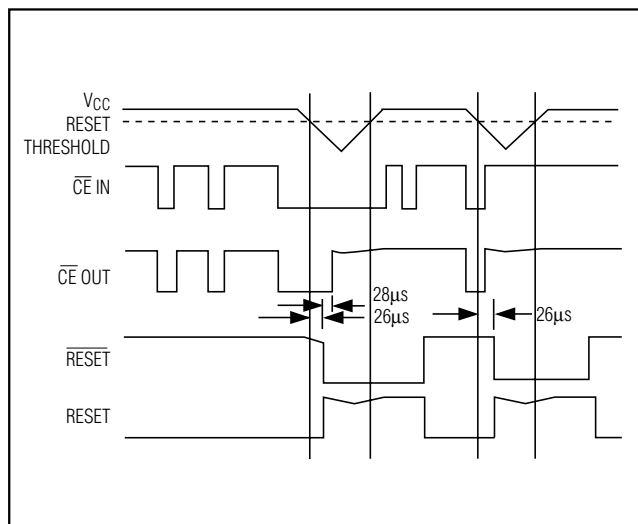 VCC
RESET
THRESHOLD
CE IN
CE OUT
28μs
26μs
26μs
RESET
RESET